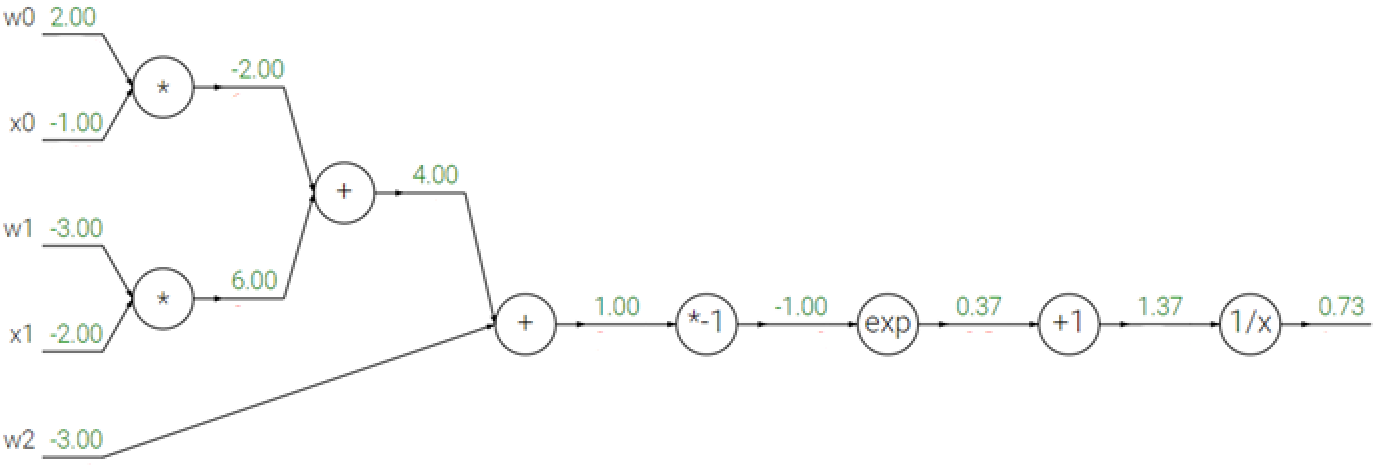 w0 2.00
* -2.00
x0 -1.00
+ 4.00
w1 -3.00
* 6.00
x1 -2.00
+ 1.00 *-1 -1.00 exp 0.37 +1 1.37 1/x 0.73
w2 -3.00